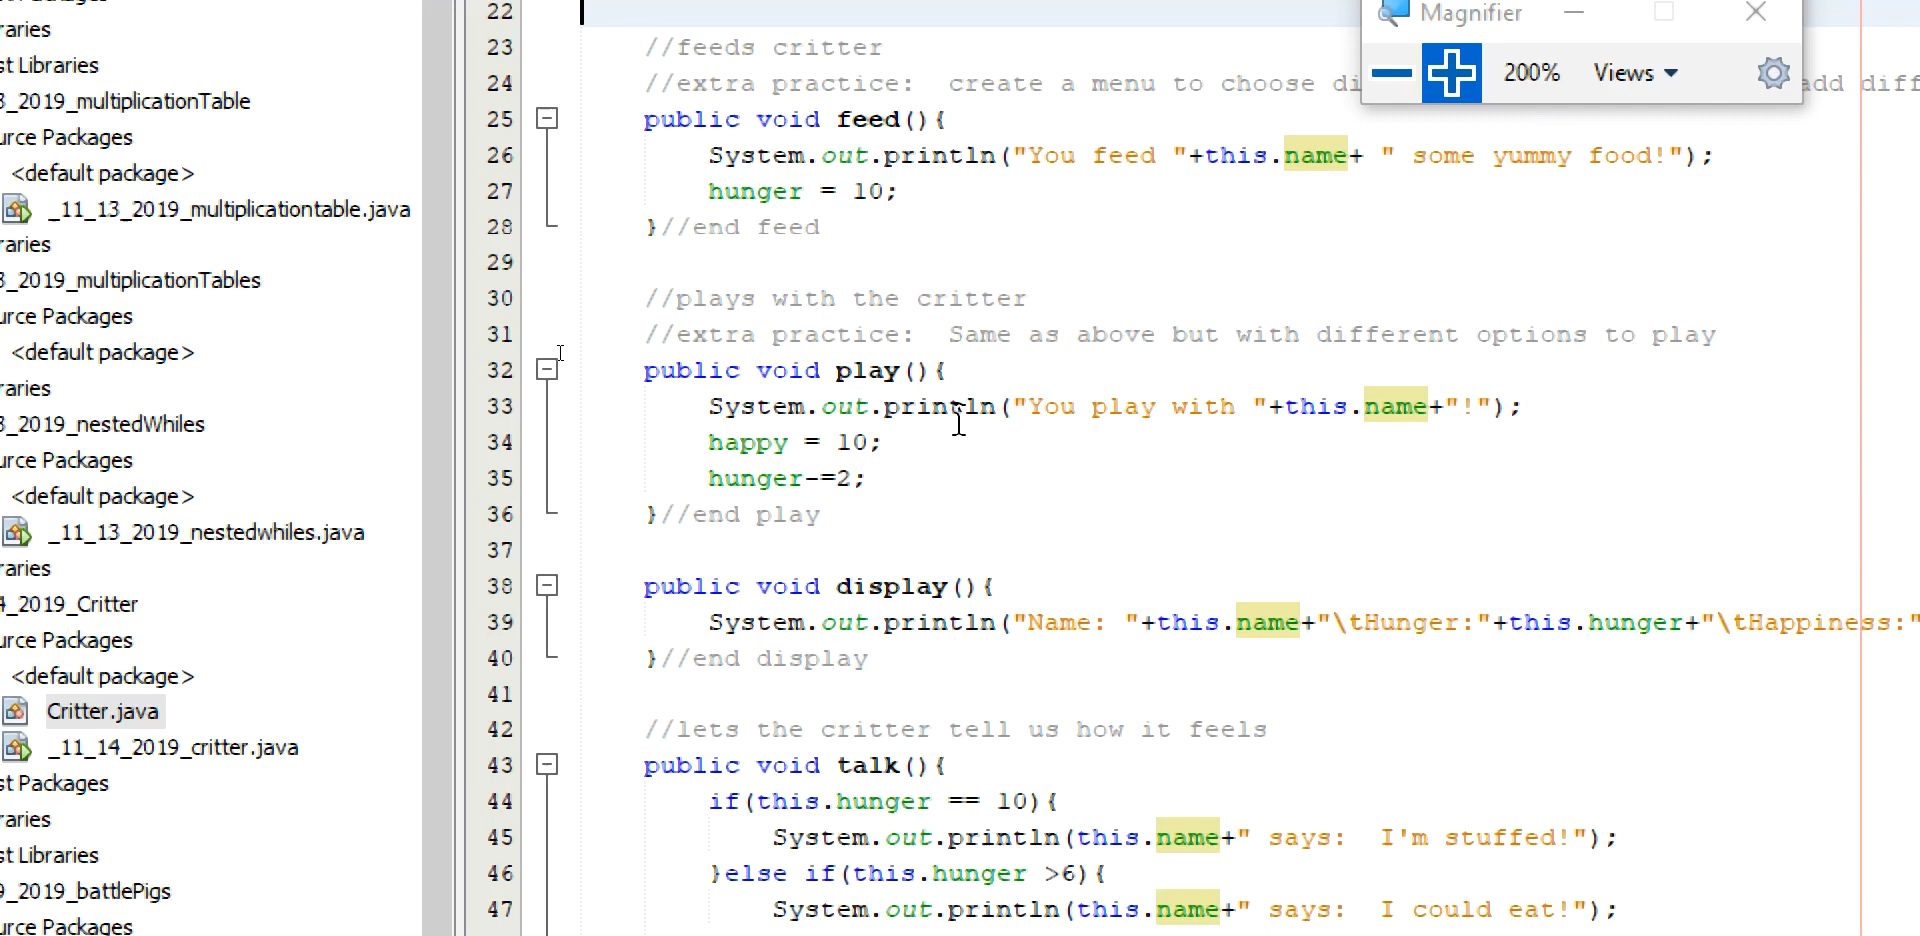 raries
st Libraries
3_2019_multiplicationTable
urce Packages
<default package>
_11_13_2019_multiplicationtable.java
raries
3_2019_multiplicationTables
urce Packages
<default package>
raries
3_2019_nestedWhiles
urce Packages
<default package>
_11_13_2019_nestedwhiles.java
raries
4_2019_Critter
urce Packages
<default package>
Critter.java
_11_14_2019_critter.java
st Packages
raries
st Libraries
9_2019_battlePigs
urce Packages
22
23 //feeds critter
24 //extra practice:  create a menu to choose di add diff
25 public void feed(){
26 System.out.println("You feed "+this.name+ " some yummy food!");
27 hunger = 10;
28 }//end feed
29
30 //plays with the critter
31 //extra practice:  Same as above but with different options to play
32 public void play(){
33 System.out.println("You play with "+this.name+"!");
34 happy = 10;
35 hunger-=2;
36 }//end play
37
38 public void display(){
39 System.out.println("Name: "+this.name+"\tHunger:"+this.hunger+"\tHappiness:"
40 }//end display
41
42 //lets the critter tell us how it feels
43 public void talk(){
44 if(this.hunger == 10){
45 System.out.println(this.name+" says:  I'm stuffed!");
46 }else if(this.hunger >6){
47 System.out.println(this.name+" says:  I could eat!");
Magnifier
200% Views